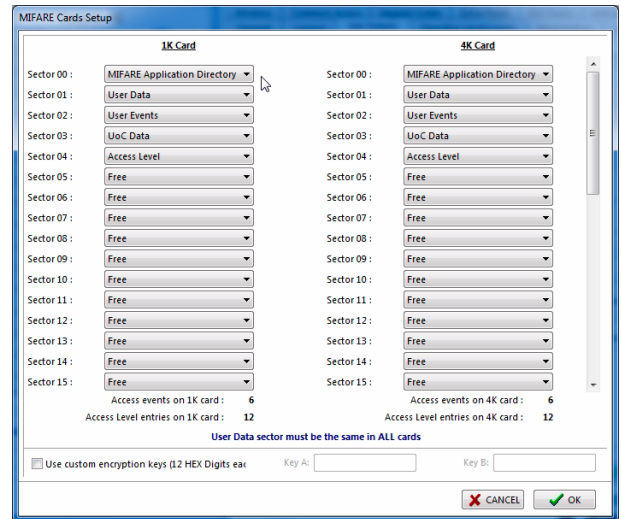 MIFARE Cards Setup
1K Card 4K Card
Sector 00 : MIFARE Application Directory Sector 00 : MIFARE Application Directory
Sector 01 : User Data Sector 01 : User Data
Sector 02 : User Events Sector 02 : User Events
Sector 03 : UoC Data Sector 03 : UoC Data
Sector 04 : Access Level Sector 04 : Access Level
Sector 05 : Free Sector 05 : Free
Sector 06 : Free Sector 06 : Free
Sector 07 : Free Sector 07 : Free
Sector 08 : Free Sector 08 : Free
Sector 09 : Free Sector 09 : Free
Sector 10 : Free Sector 10 : Free
Sector 11 : Free Sector 11 : Free
Sector 12 : Free Sector 12 : Free
Sector 13 : Free Sector 13 : Free
Sector 14 : Free Sector 14 : Free
Sector 15 : Free Sector 15 : Free
Access events on 1K card : 6 Access events on 4K card : 6
Access Level entries on 1K card : 12 Access Level entries on 4K card : 12
User Data sector must be the same in ALL cards
Use custom encryption keys (12 HEX Digits eac Key A: Key B:
CANCEL OK